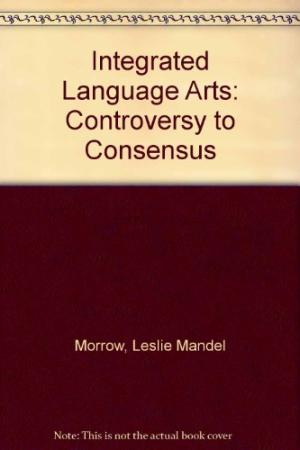 Integrated
Language Arts:
Controversy to
Consensus
Morrow, Leslie Mandel
Note: This is not the actual book cover